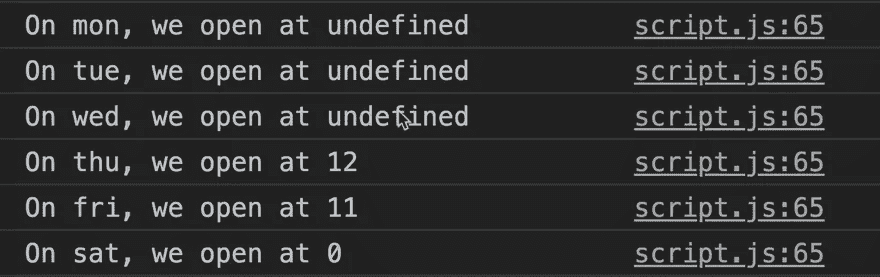 On mon, we open at undefined script.js:65
On tue, we open at undefined script.js:65
On wed, we open at undefined script.js:65
On thu, we open at 12 script.js:65
On fri, we open at 11 script.js:65
On sat, we open at 0 script.js:65